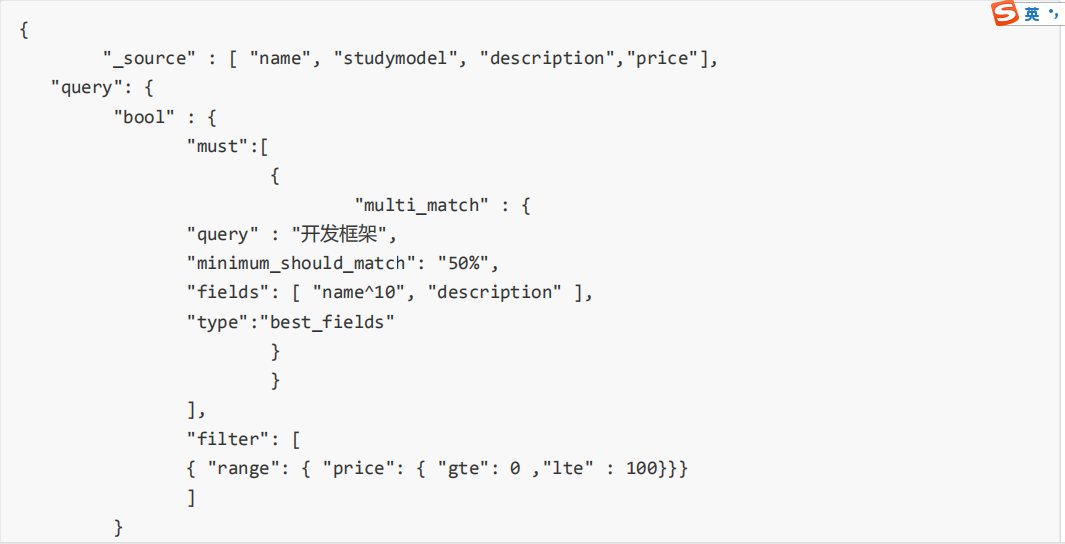 英
{
"_source" : [ "name", "studymodel", "description","price"],
"query": {
"bool" : {
"must":[
{
"multi_match" : {
"query" : "开发框架",
"minimum_should_match": "50%",
"fields": [ "name^10", "description" ],
"type":"best_fields"
}
}
],
"filter": [
{ "range": { "price": { "gte": 0 ,"lte" : 100}}}
]
}